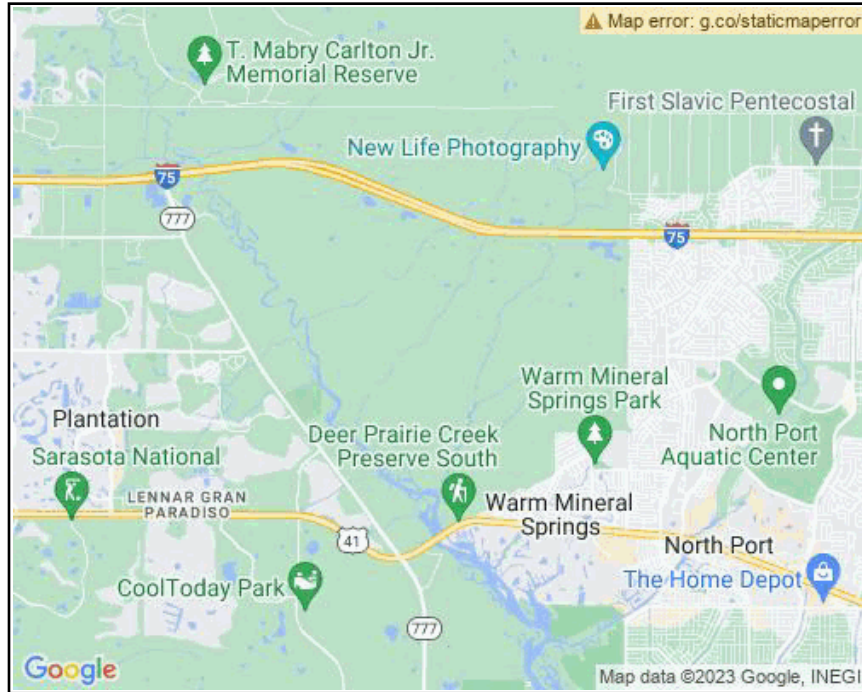 Map error: g.co/staticmaperror
T. Mabry Carlton Jr.
Memorial Reserve
First Slavic Pentecostal
New Life Photography
75
777
75
Warm Mineral
Springs Park
Plantation
Deer Prairie Creek
Preserve South
North Port
Aquatic Center
Sarasota National
LENNAR GRAN
PARADISO
Warm Mineral
Springs
41
North Port
CoolToday Park
The Home Depot
777
Google
Map data ©2023 Google, INEGI